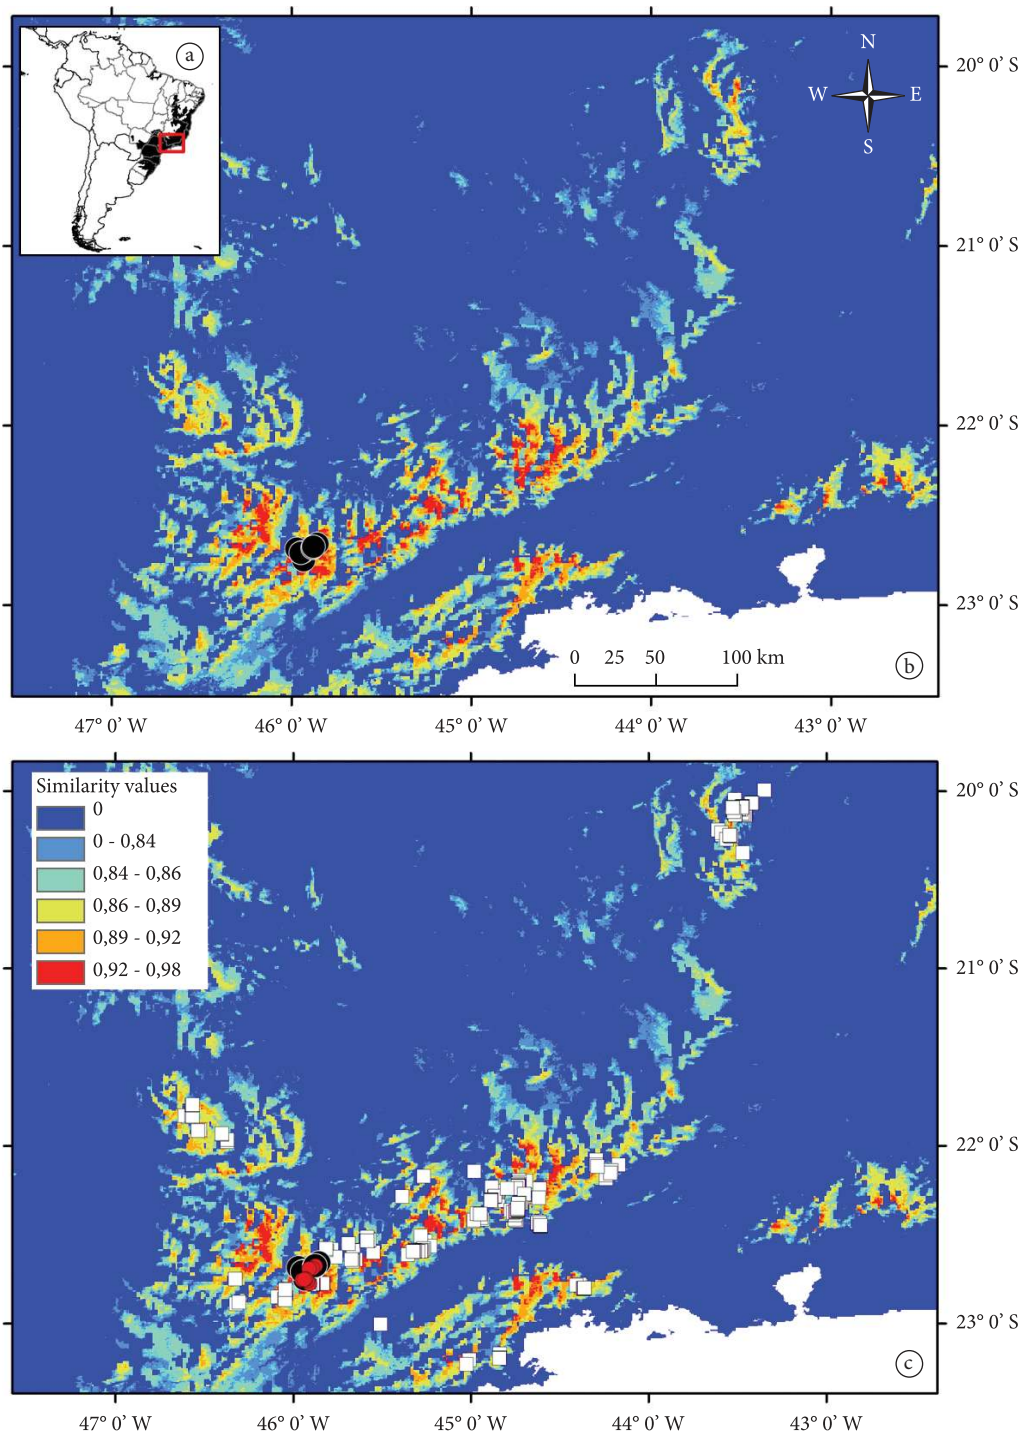 a
N
W E
S
20° 0’ S
21° 0’ S
22° 0’ S
23° 0’ S
0 25 50 100 km
b
47° 0’ W 46° 0’ W 45° 0’ W 44° 0’ W 43° 0’ W
Similarity values
0
0 - 0,84
0,84 - 0,86
0,86 - 0,89
0,89 - 0,92
0,92 - 0,98
20° 0’ S
21° 0’ S
22° 0’ S
23° 0’ S
c
47° 0’ W 46° 0’ W 45° 0’ W 44° 0’ W 43° 0’ W